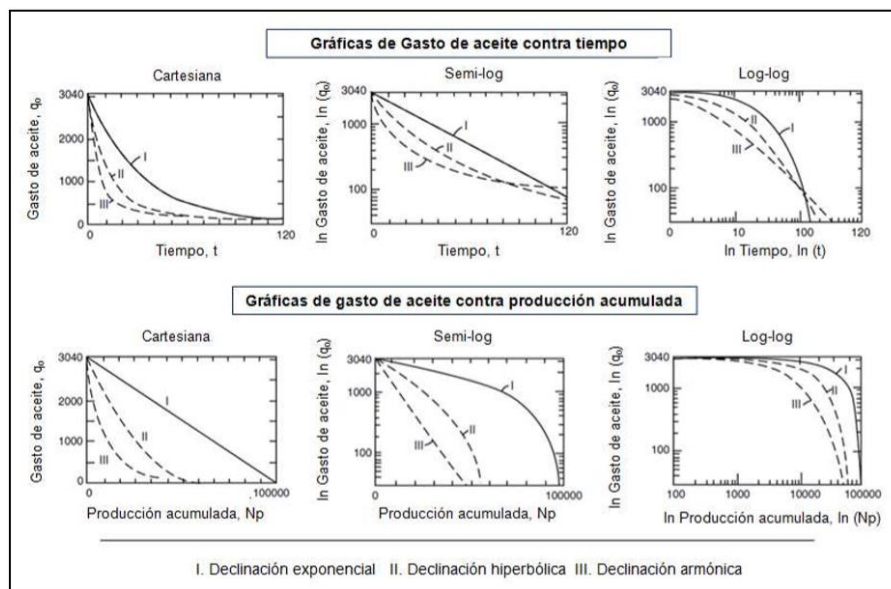 Gráficas de Gasto de aceite contra tiempo
Cartesiana
Gasto de aceite, qₒ
3040
2000
1000
0
I
II
III
0
120
Tiempo, t
Semi-log
ln Gasto de aceite, ln (qₒ)
3040
1000
100
I
II
III
0
120
Tiempo, t
Log-log
ln Gasto de aceite, ln (qₒ)
3040
1000
100
I
II
III
0
10
100
120
ln Tiempo, ln (t)
Gráficas de gasto de aceite contra producción acumulada
Cartesiana
Gasto de aceite, qₒ
3040
2000
1000
0
I
II
III
0
100000
Producción acumulada, Np
Semi-log
ln Gasto de aceite, ln (qₒ)
3040
1000
100
I
II
III
0
100000
Producción acumulada, Np
Log-log
ln Gasto de aceite, ln (qₒ)
3040
1000
100
I
II
III
100
1000
10000
100000
ln Producción acumulada, ln (Np)
I. Declinación exponencial II. Declinación hiperbólica III. Declinación armónica